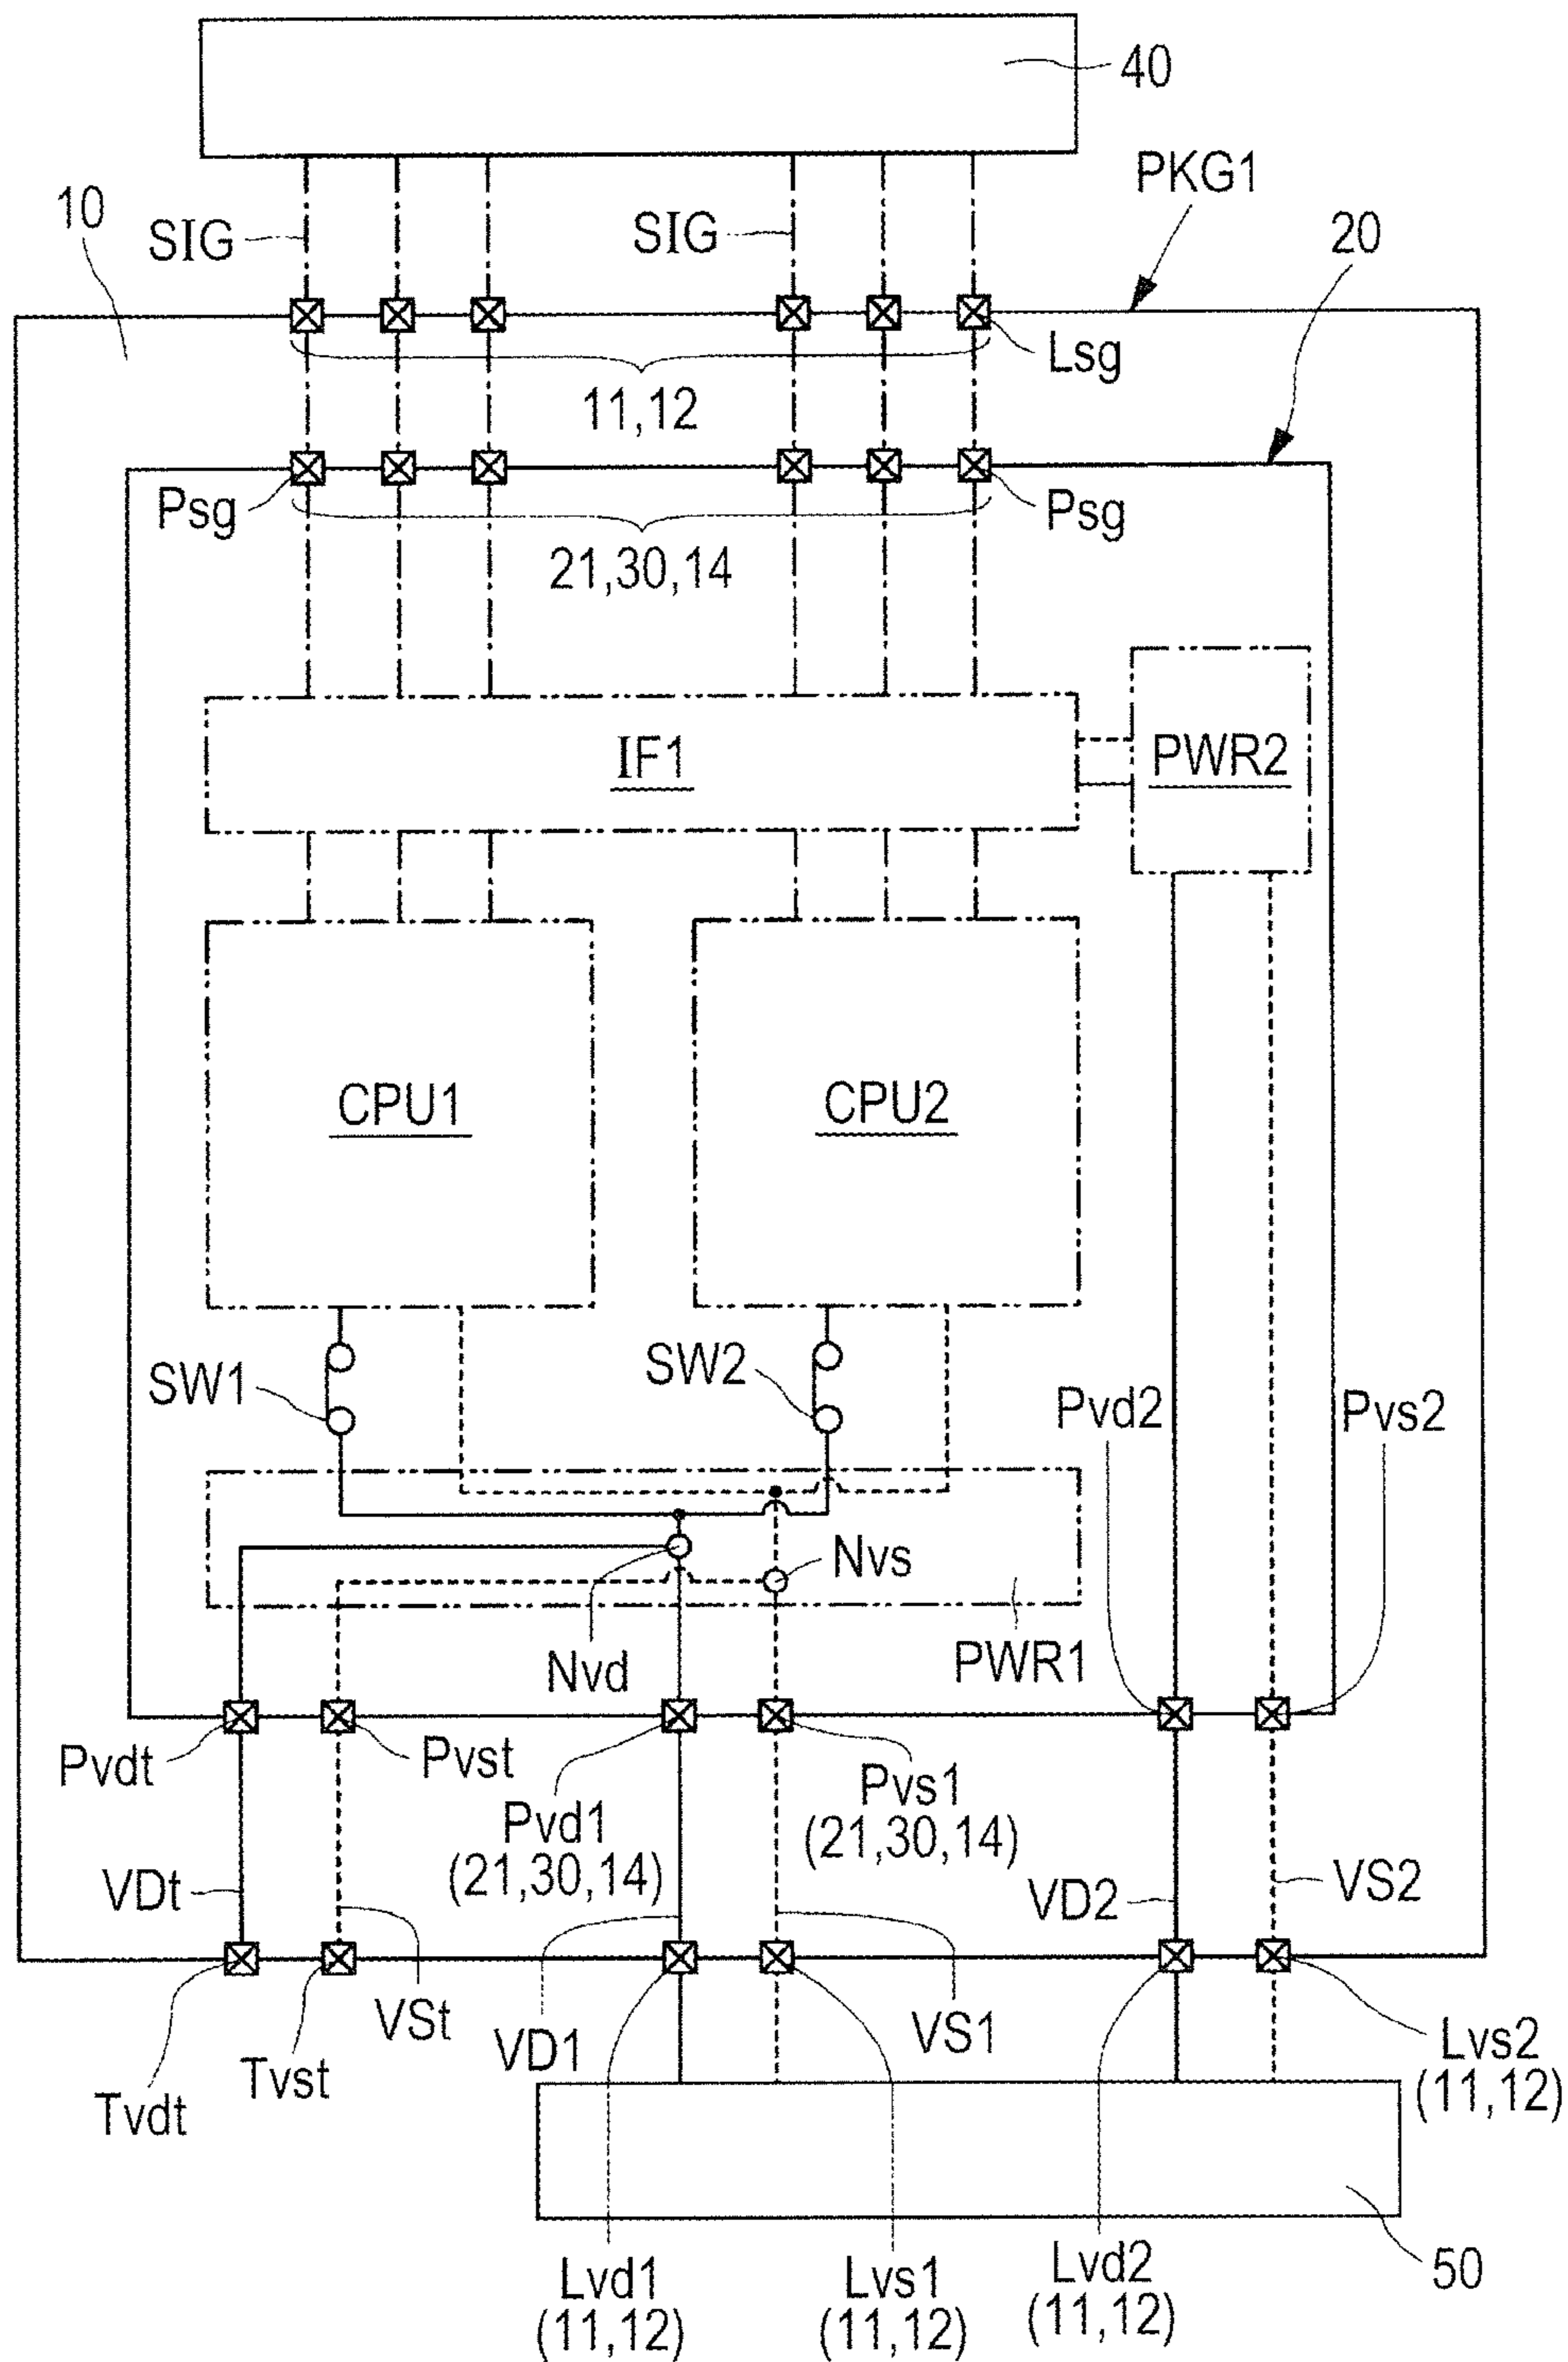 40
PKG1
10
SIG
SIG
20
Lsg
11,12
Psg
Psg
21,30,14
IF1
PWR2
CPU1
CPU2
SW1
SW2
Pvd2
Pvs2
Nvs
Nvd
PWR1
Pvdt
Pvst
Pvd1
(21,30,14)
Pvs1
(21,30,14)
VDt
VD2
VS2
VSt
VD1
VS1
Tvdt
Tvst
Lvs2
(11,12)
Lvd1
(11,12)
Lvs1
(11,12)
Lvd2
(11,12)
50